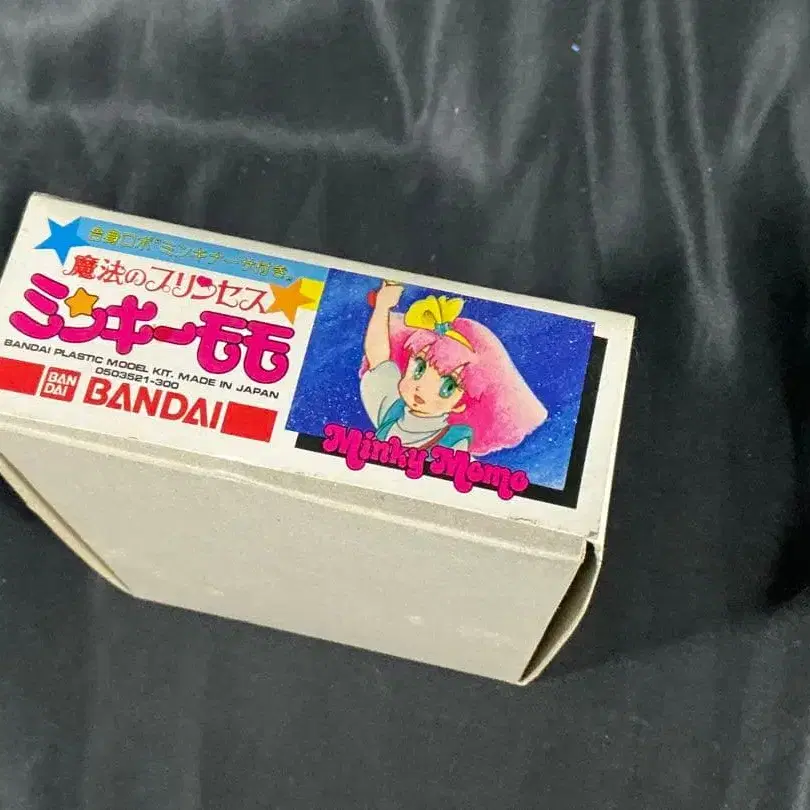 合身ロボ"ミンキナーサ付き。
魔法のプリンセス
ミンキーモモ
BANDAI PLASTIC MODEL KIT. MADE IN JAPAN
0503521-300
BAN
DAI
BANDAI
Minky Momo